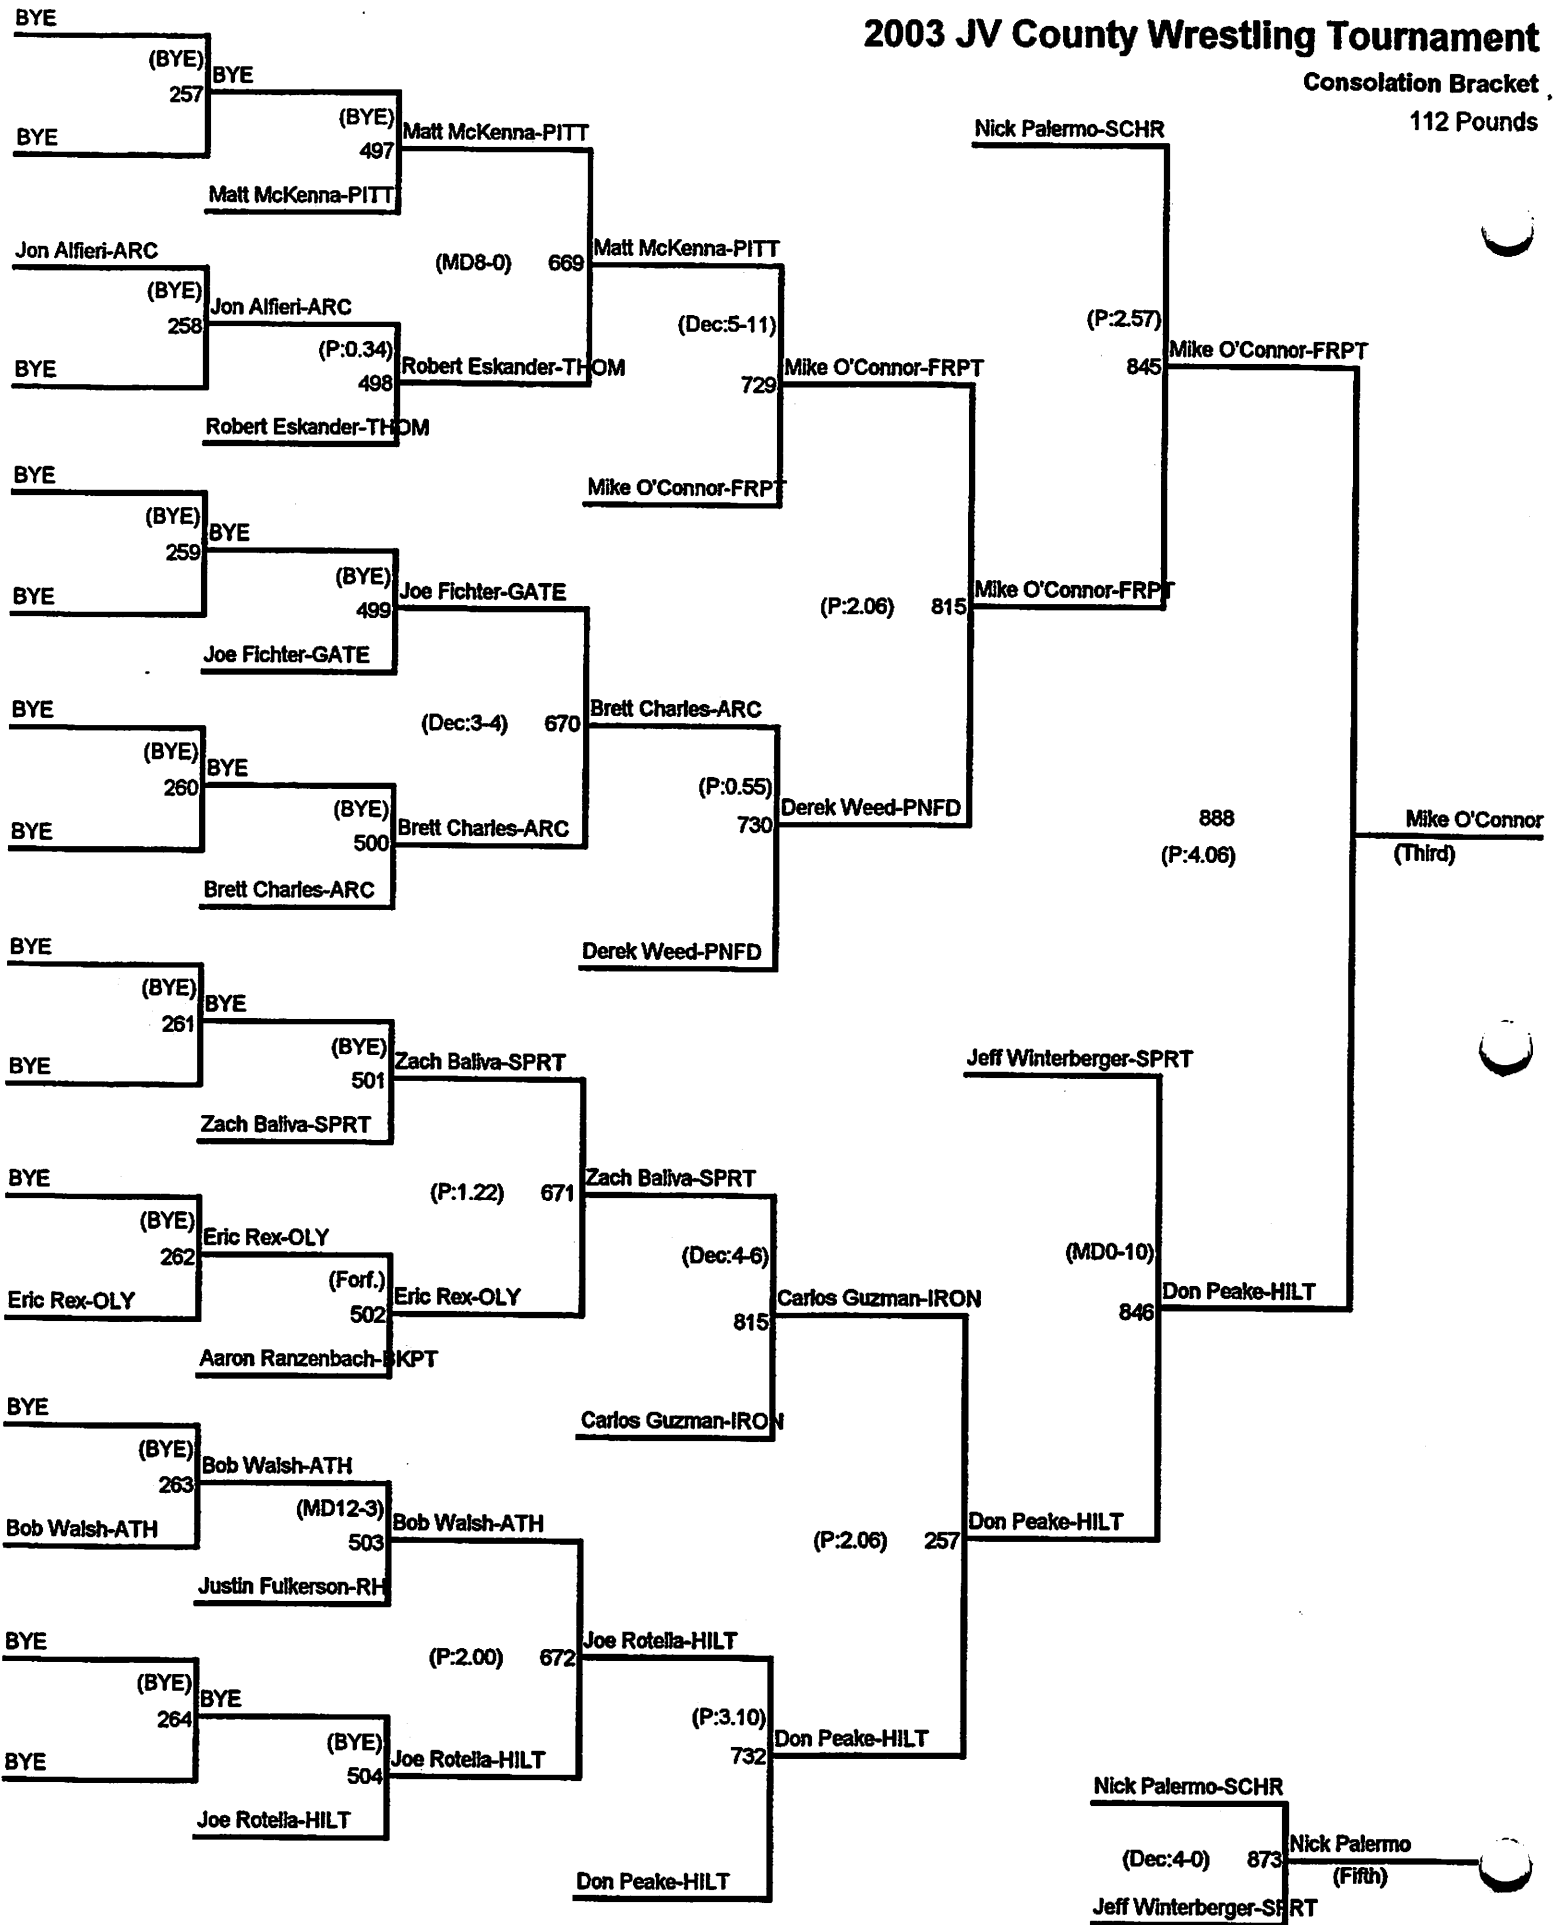 2003 JV County Wrestling Tournament
Consolation Bracket
112 Pounds
BYE
(BYE)
257
BYE
BYE
(BYE)
497
Matt McKenna-PITT
Matt McKenna-PITT
Jon Alfieri-ARC
(BYE)
258
BYE
Jon Alfieri-ARC
(P:0.34)
498
Robert Eskander-THOM
Robert Eskander-THOM
(MD8-0) 669
Matt McKenna-PITT
(Dec:5-11)
729
Mike O'Connor-FRPT
Mike O'Connor-FRPT
BYE
(BYE)
259
BYE
BYE
(BYE)
499
Joe Fichter-GATE
Joe Fichter-GATE
BYE
(BYE)
260
BYE
BYE
(BYE)
500
Brett Charles-ARC
Brett Charles-ARC
(Dec:3-4) 670
Brett Charles-ARC
(P:0.55)
730
Derek Weed-PNFD
Derek Weed-PNFD
(P:2.06) 815
Mike O'Connor-FRPT
Nick Palermo-SCHR
(P:2.57)
845
Mike O'Connor-FRPT
888
(P:4.06)
Mike O'Connor
(Third)
BYE
(BYE)
261
BYE
BYE
(BYE)
501
Zach Baliva-SPRT
Zach Baliva-SPRT
BYE
(BYE)
262
Eric Rex-OLY
Eric Rex-OLY
(Forf.)
502
Eric Rex-OLY
Aaron Ranzenbach-BKPT
(P:1.22) 671
Zach Baliva-SPRT
(Dec:4-6)
815
Carlos Guzman-IRON
Carlos Guzman-IRON
BYE
(BYE)
263
Bob Walsh-ATH
Bob Walsh-ATH
(MD12-3)
503
Bob Walsh-ATH
Justin Fulkerson-RH
BYE
(BYE)
264
BYE
BYE
(BYE)
504
Joe Rotella-HILT
Joe Rotella-HILT
(P:2.00) 672
Joe Rotella-HILT
(P:3.10)
732
Don Peake-HILT
Don Peake-HILT
(P:2.06) 257
Don Peake-HILT
Jeff Winterberger-SPRT
(MD0-10)
846
Don Peake-HILT
Nick Palermo-SCHR
(Dec:4-0) 873
Nick Palermo
(Fifth)
Jeff Winterberger-SPRT